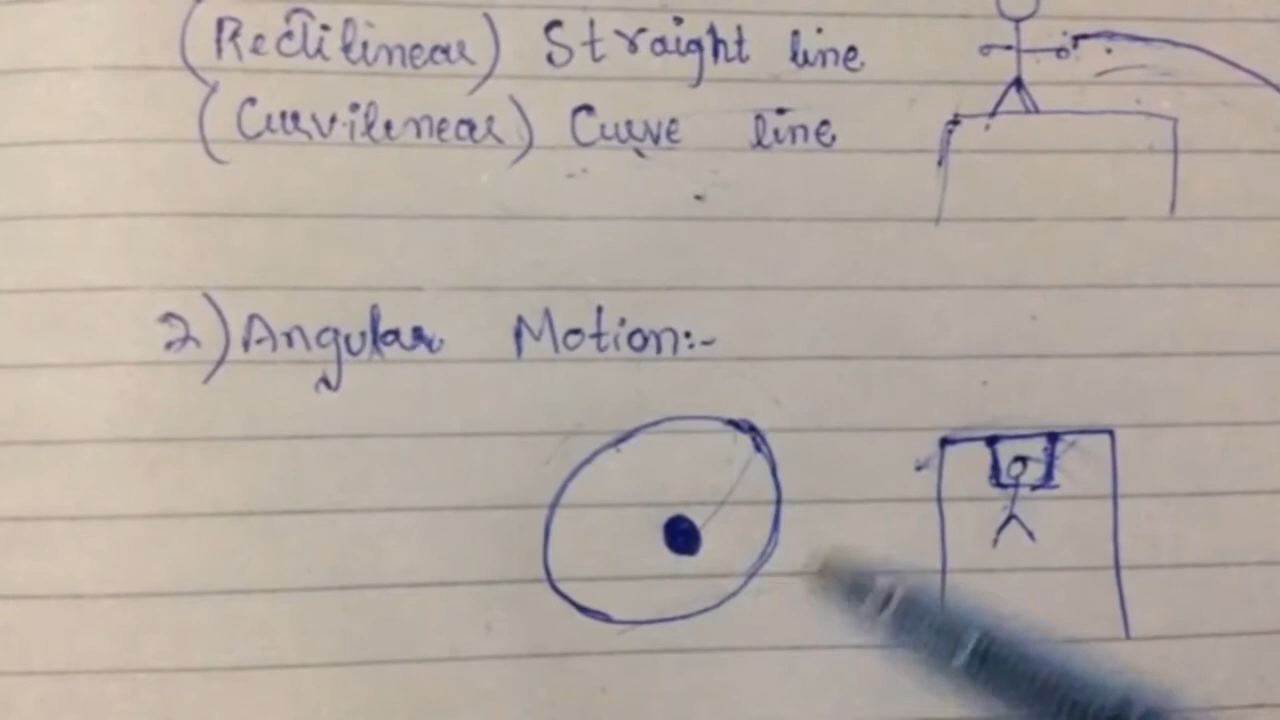 (Rectilinear) Straight line
(Curvilinear) Curve line
2) Angular Motion:-